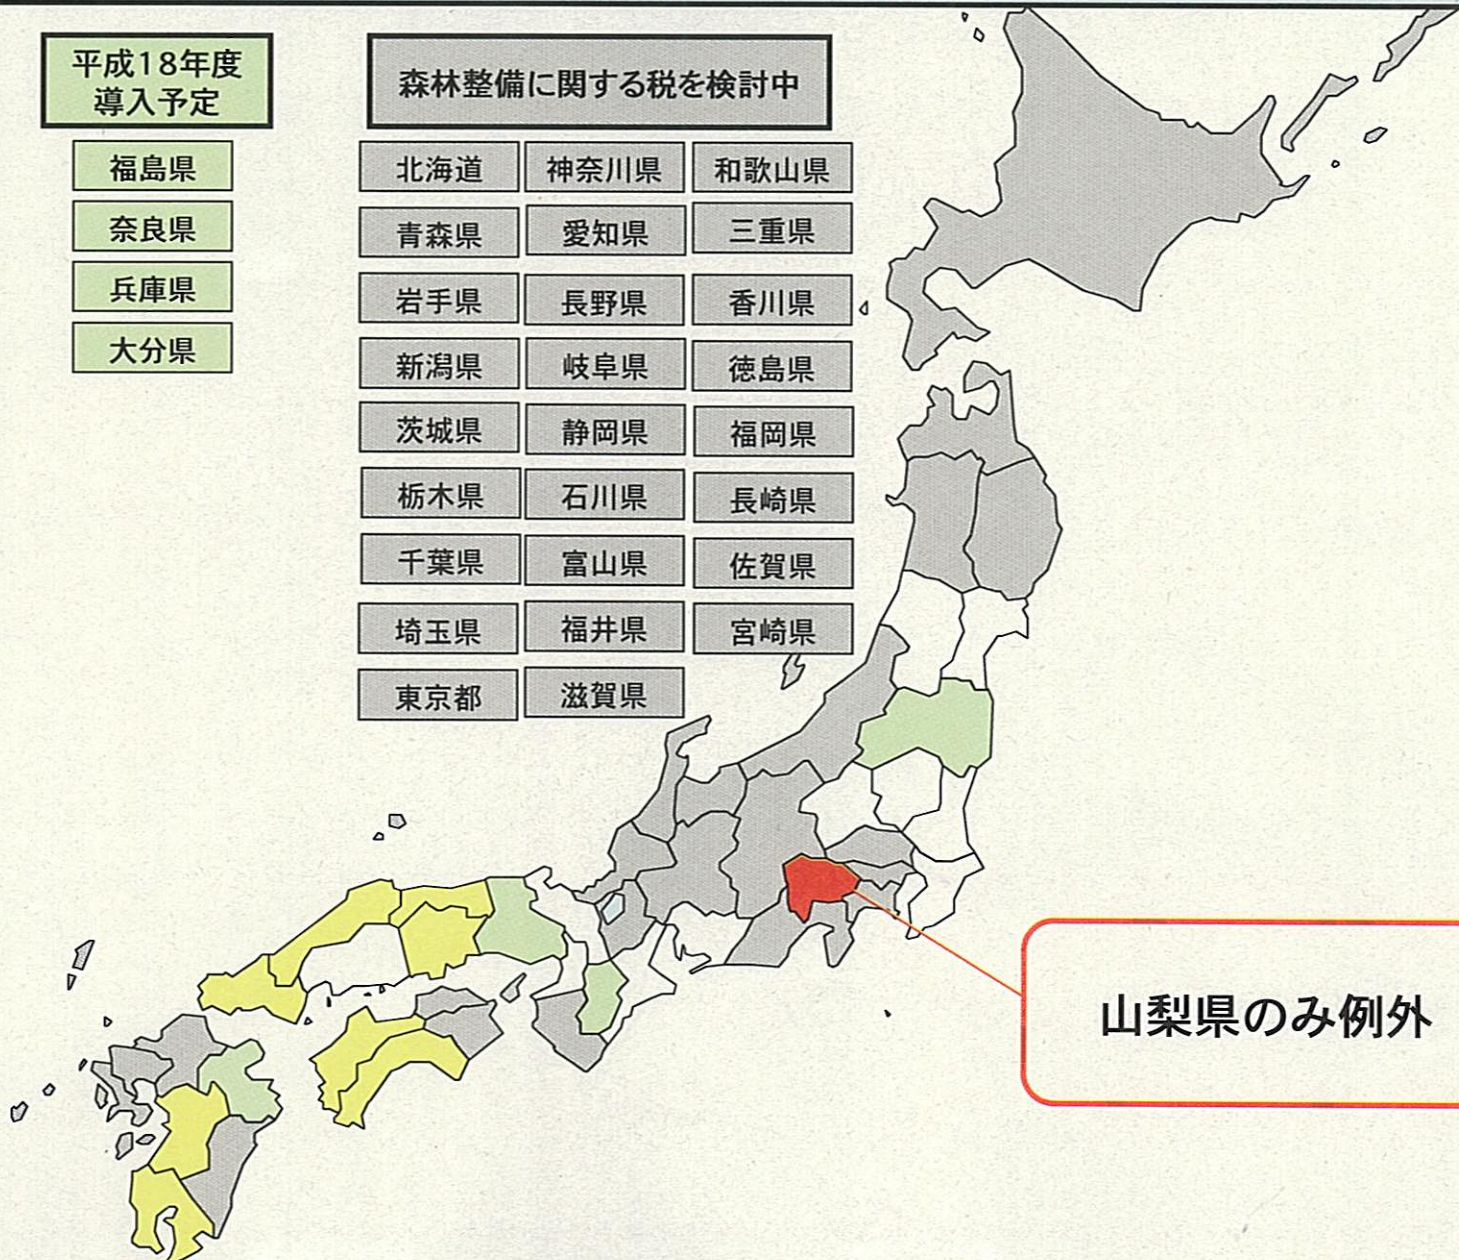 平成18年度
導入予定
福島県
奈良県
兵庫県
大分県
森林整備に関する税を検討中
北海道
神奈川県
和歌山県
青森県
愛知県
三重県
岩手県
長野県
香川県
新潟県
岐阜県
徳島県
茨城県
静岡県
福岡県
栃木県
石川県
長崎県
千葉県
富山県
佐賀県
埼玉県
福井県
宮崎県
東京都
滋賀県
山梨県のみ例外